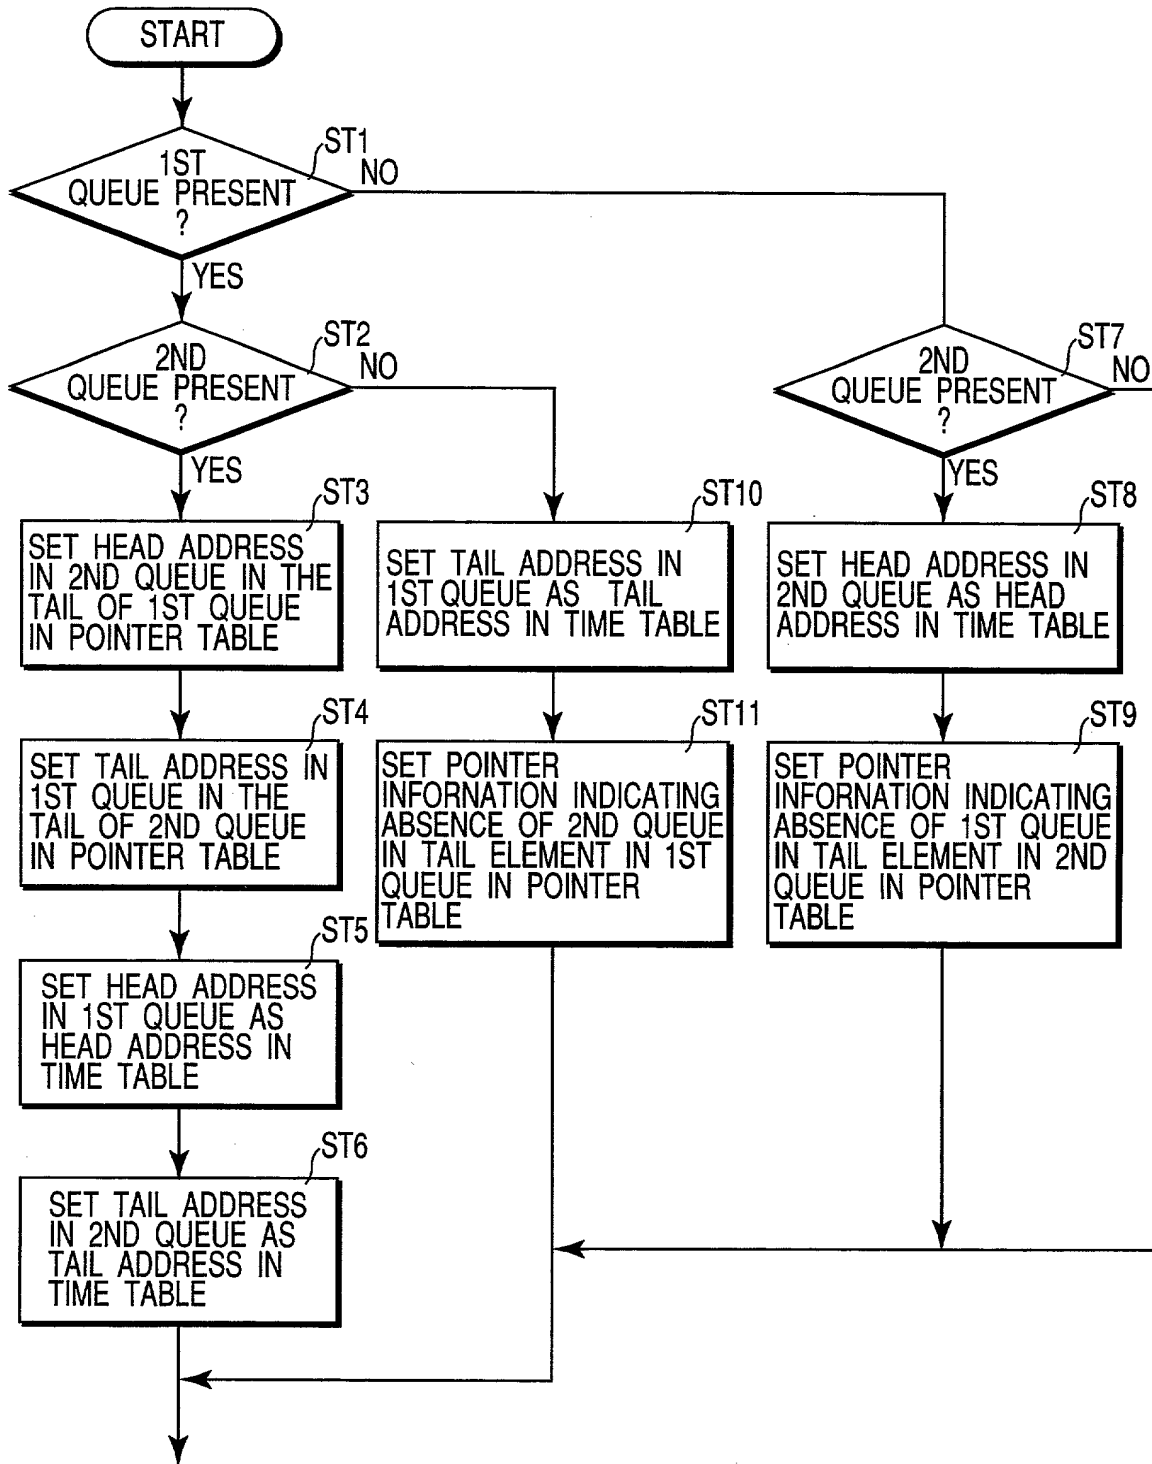 START
ST1
1ST
QUEUE PRESENT
?
NO
YES
ST2
2ND
QUEUE PRESENT
?
NO
YES
ST7
2ND
QUEUE PRESENT
?
NO
YES
ST3
SET HEAD ADDRESS
IN 2ND QUEUE IN THE
TAIL OF 1ST QUEUE
IN POINTER TABLE
ST10
SET TAIL ADDRESS IN
1ST QUEUE AS TAIL
ADDRESS IN TIME TABLE
ST8
SET HEAD ADDRESS IN
2ND QUEUE AS HEAD
ADDRESS IN TIME TABLE
ST4
SET TAIL ADDRESS IN
1ST QUEUE IN THE
TAIL OF 2ND QUEUE
IN POINTER TABLE
ST11
SET POINTER
INFORNATION INDICATING
ABSENCE OF 2ND QUEUE
IN TAIL ELEMENT IN 1ST
QUEUE IN POINTER
TABLE
ST9
SET POINTER
INFORNATION INDICATING
ABSENCE OF 1ST QUEUE
IN TAIL ELEMENT IN 2ND
QUEUE IN POINTER
TABLE
ST5
SET HEAD ADDRESS
IN 1ST QUEUE AS
HEAD ADDRESS IN
TIME TABLE
ST6
SET TAIL ADDRESS
IN 2ND QUEUE AS
TAIL ADDRESS IN
TIME TABLE